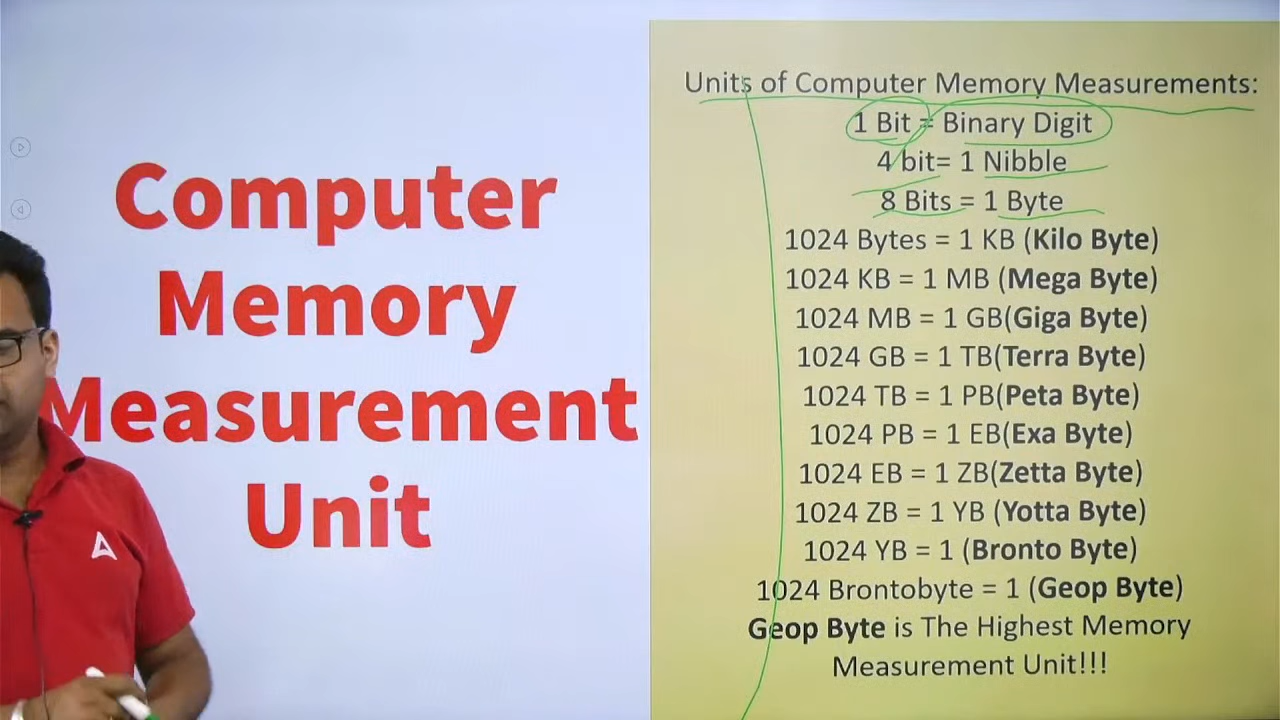 Computer
Memory
Measurement
Unit
Units of Computer Memory Measurements:
1 Bit = Binary Digit
4 bit= 1 Nibble
8 Bits = 1 Byte
1024 Bytes = 1 KB (Kilo Byte)
1024 KB = 1 MB (Mega Byte)
1024 MB = 1 GB(Giga Byte)
1024 GB = 1 TB(Terra Byte)
1024 TB = 1 PB(Peta Byte)
1024 PB = 1 EB(Exa Byte)
1024 EB = 1 ZB(Zetta Byte)
1024 ZB = 1 YB (Yotta Byte)
1024 YB = 1 (Bronto Byte)
1024 Brontobyte = 1 (Geop Byte)
Geop Byte is The Highest Memory
Measurement Unit!!!